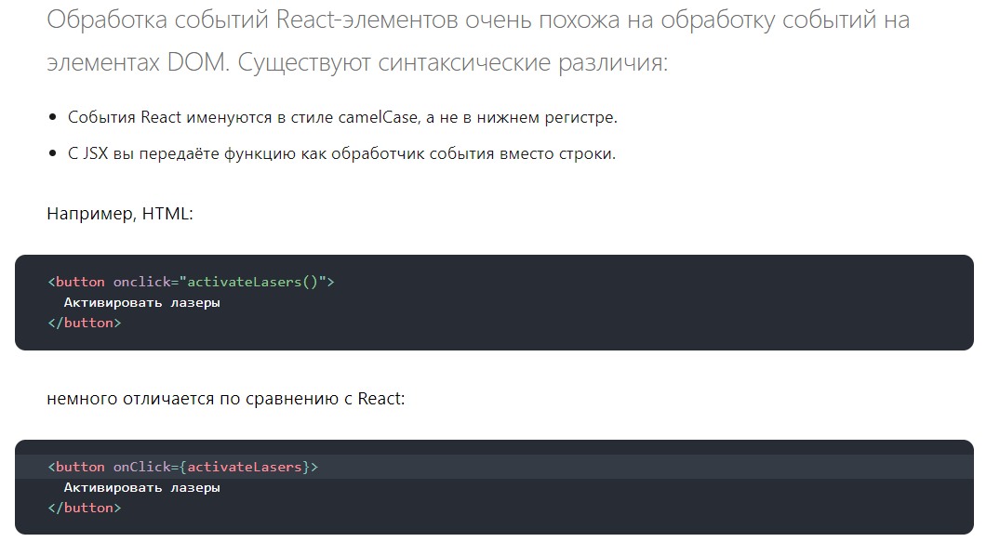 Обработка событий React-элементов очень похожа на обработку событий на
элементах DOM. Существуют синтаксические различия:
• События React именуются в стиле camelCase, а не в нижнем регистре.
• С JSX вы передаёте функцию как обработчик события вместо строки.
Например, HTML:
<button onclick="activateLasers()">
  Активировать лазеры
</button>
немного отличается по сравнению с React:
<button onClick={activateLasers}>
  Активировать лазеры
</button>